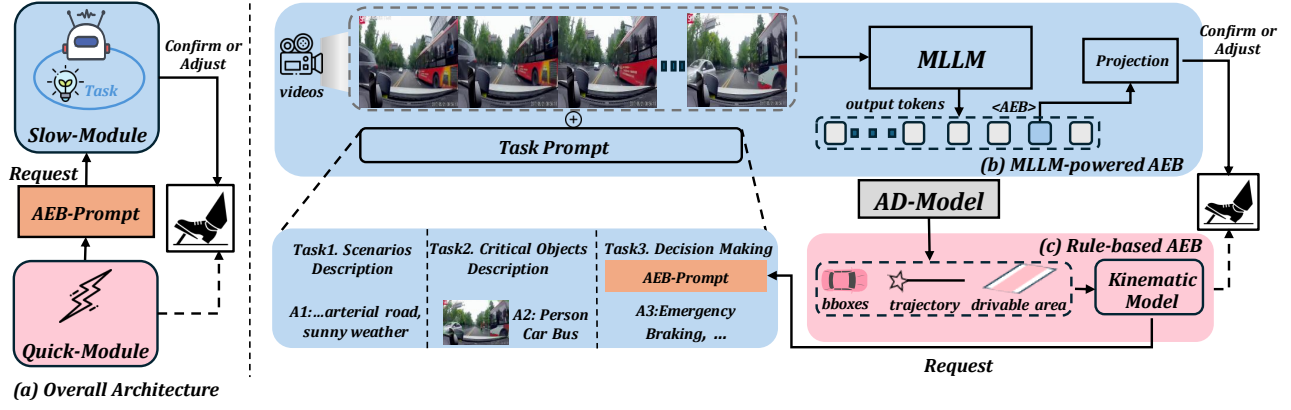 Confirm or
Adjust
Task
Slow-Module
Request
AEB-Prompt
Quick-Module
(a) Overall Architecture
videos
MLLM
Projection
Confirm or
Adjust
output tokens
<AEB>
Task Prompt
(b) MLLM-powered AEB
AD-Model
Task1. Scenarios
Description
A1:...arterial road,
sunny weather
Task2. Critical Objects
Description
A2: Person
Car Bus
Task3. Decision Making
AEB-Prompt
A3:Emergency
Braking, ...
(c) Rule-based AEB
bboxes
trajectory
drivable area
Kinematic
Model
Request